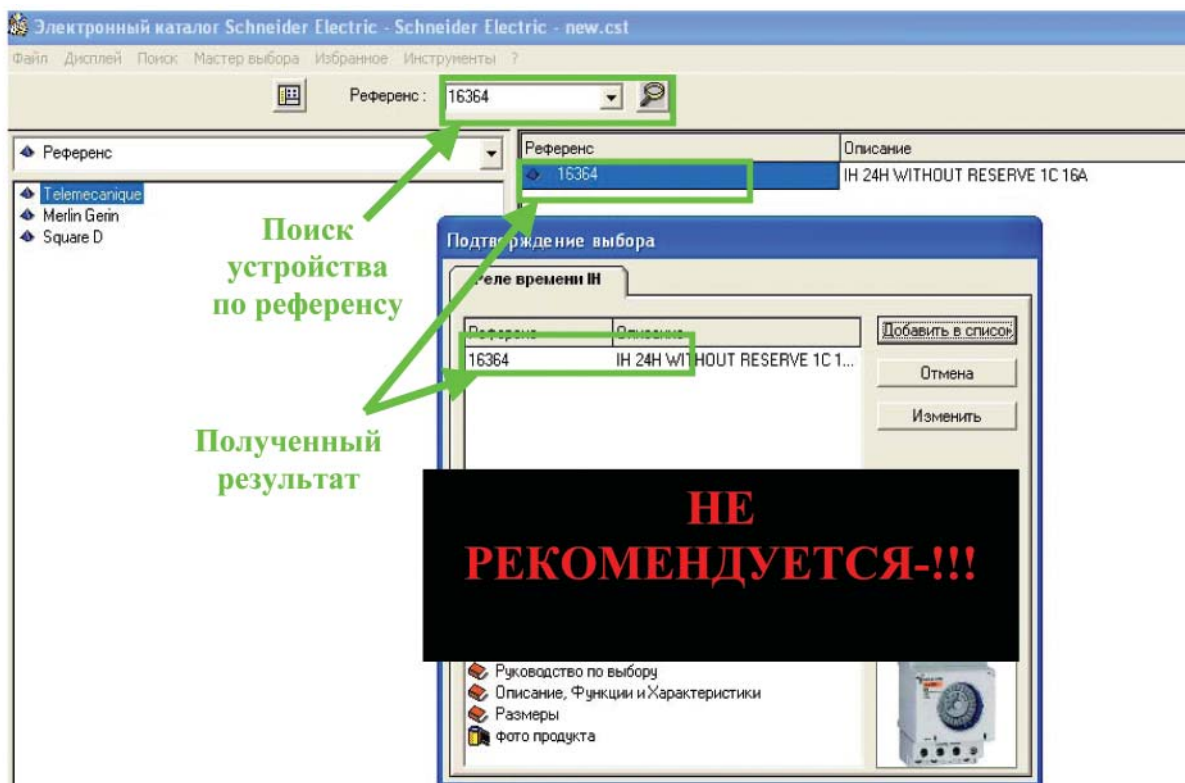 Электронный каталог Schneider Electric - Schneider Electric - new.cst
Файл Дисплей Поиск Мастер выбора Избранное Инструменты ?
Референс : 16364
Референс
Telemecanique
Merlin Gerin
Square D
Референс Описание
16364 IH 24H WITHOUT RESERVE 1C 16A
Поиск
устройства
по референсу
Полученный
результат
Подтверждение выбора
Реле времени IH
Референс Описание
16364 IH 24H WITHOUT RESERVE 1C 1...
Добавить в список
Отмена
Изменить
НЕ
РЕКОМЕНДУЕТСЯ-!!!
Руководство по выбору
Описание, Функции и Характеристики
Размеры
фото продукта